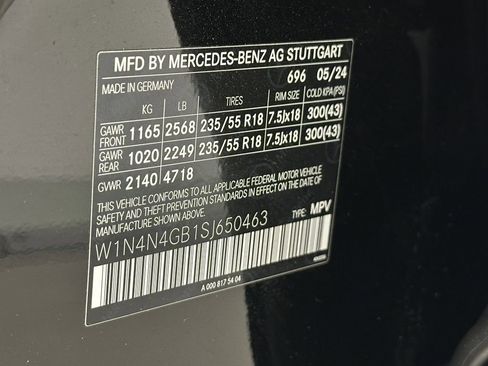 MFD BY MERCEDES-BENZ AG STUTTGART
MADE IN GERMANY 696 05/24
KG LB TIRES RIM SIZE COLD KPA(PSI)
GAWR FRONT 1165 2568 235/55 R18 7.5Jx18 300(43)
GAWR REAR 1020 2249 235/55 R18 7.5Jx18 300(43)
GWR 2140 4718
THIS VEHICLE CONFORMS TO ALL APPLICABLE FEDERAL MOTOR VEHICLE
SAFETY AND THEFT PREVENTION STANDARDS IN EFFECT ON THE DATE OF
MANUFACTURE SHOWN ABOVE.
W1N4N4GB1SJ650463 TYPE: MPV
A 000 817 54 04